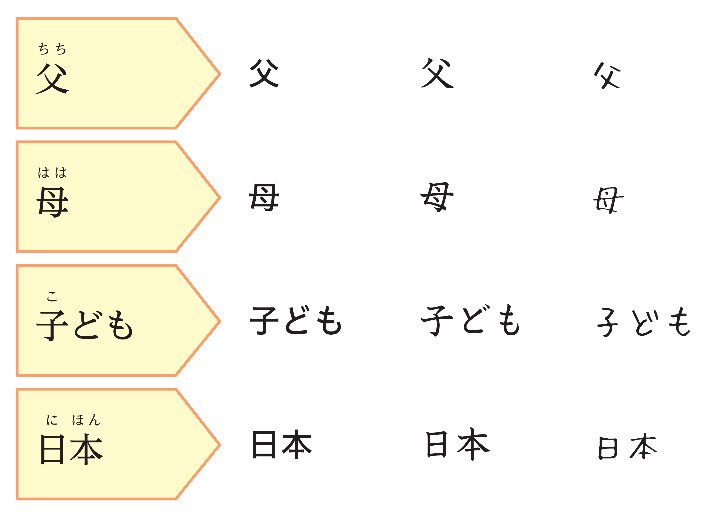 ちち
父 父 父 父
はは
母 母 母 母
こ
子ども 子ども 子ども 子ども
に ほん
日本 日本 日本 日本